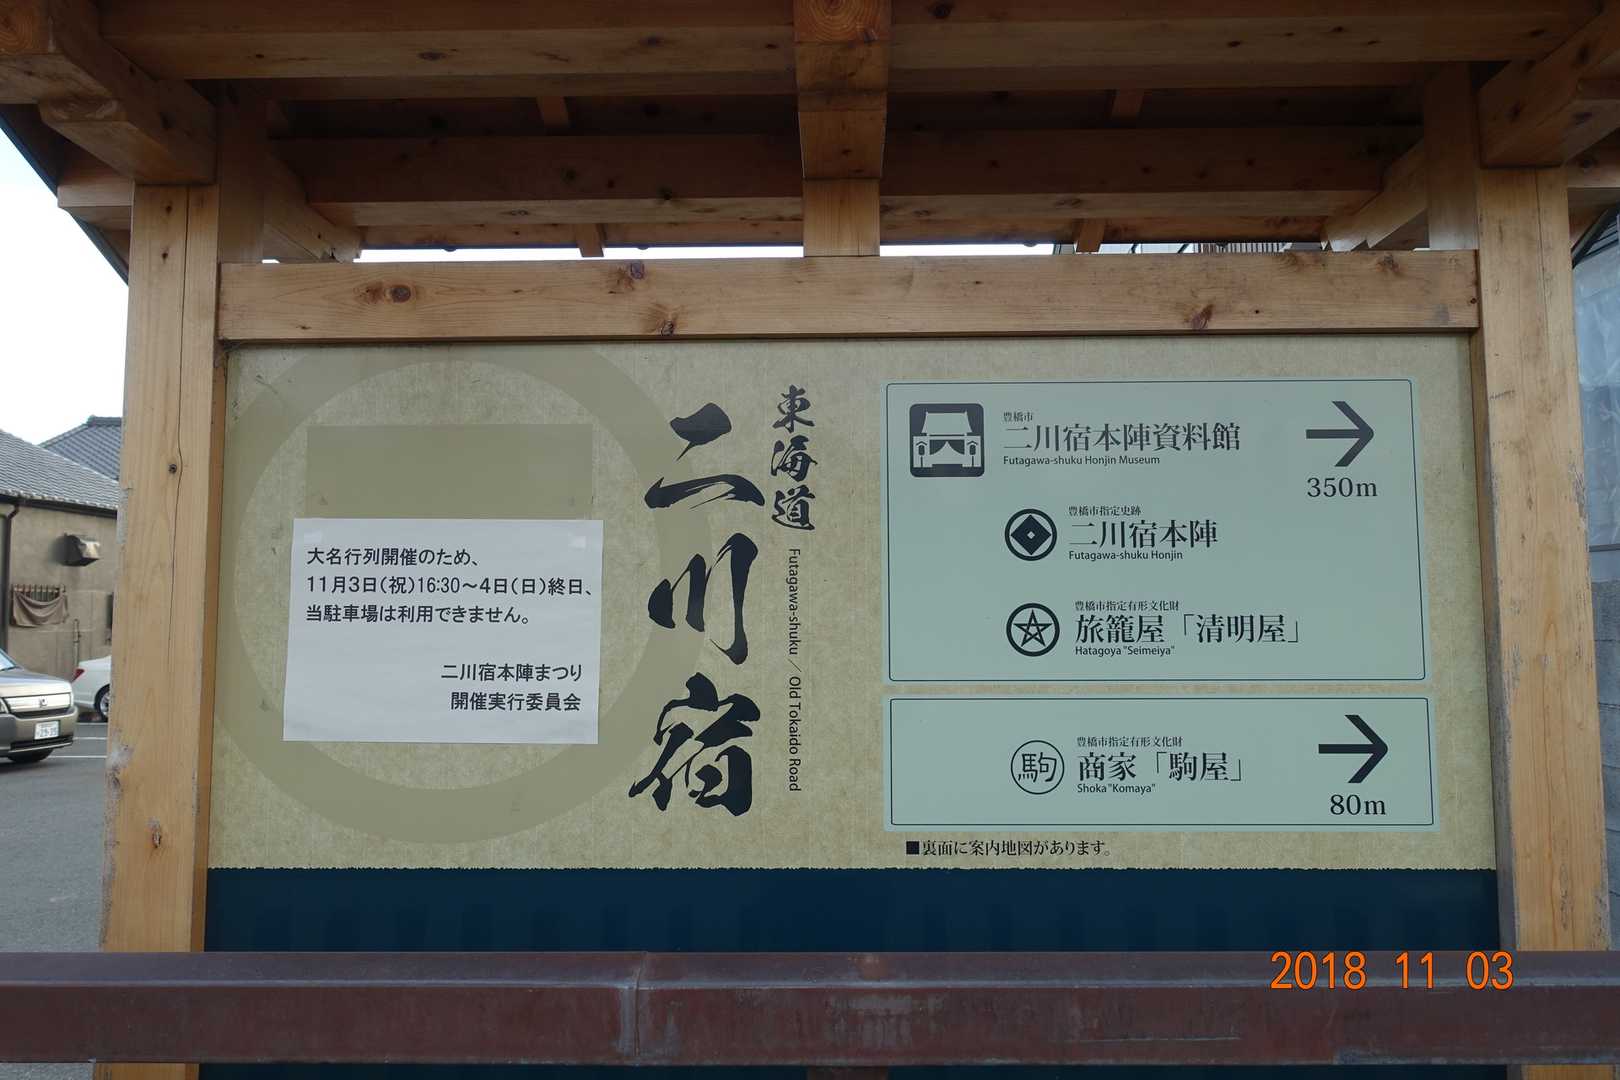 大名行列開催のため、
11月3日(祝)16:30～4日(日)終日、
当駐車場は利用できません。
二川宿本陣まつり
開催実行委員会
東海道
二川宿
Futagawa-shuku / Old Tokaido Road
豊橋市
二川宿本陣資料館
Futagawa-shuku Honjin Museum
350m
豊橋市指定史跡
二川宿本陣
Futagawa-shuku Honjin
豊橋市指定有形文化財
旅籠屋「清明屋」
Hatagoya "Seimeiya"
豊橋市指定有形文化財
駒
商家「駒屋」
Shoka "Komaya"
80m
■裏面に案内地図があります。
2018 11 03